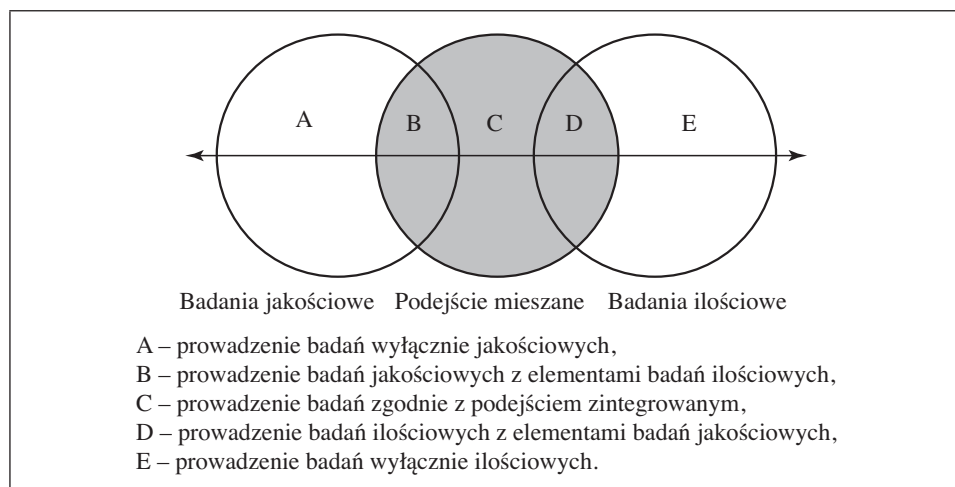 A B C D E
Badania jakościowe Podejście mieszane Badania ilościowe
A – prowadzenie badań wyłącznie jakościowych,
B – prowadzenie badań jakościowych z elementami badań ilościowych,
C – prowadzenie badań zgodnie z podejściem zintegrowanym,
D – prowadzenie badań ilościowych z elementami badań jakościowych,
E – prowadzenie badań wyłącznie ilościowych.